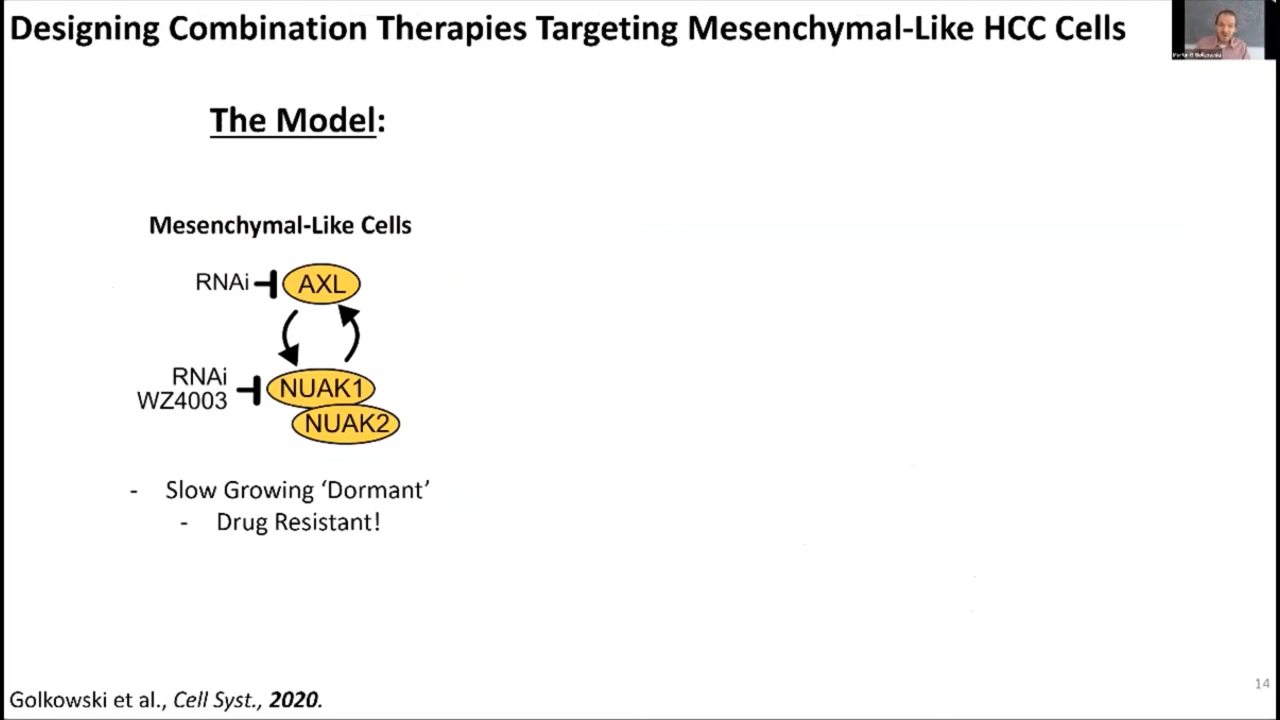 Designing Combination Therapies Targeting Mesenchymal-Like HCC Cells
The Model:
Mesenchymal-Like Cells
RNAi
AXL
RNAi
WZ4003
NUAK1
NUAK2
- Slow Growing ‘Dormant’
- Drug Resistant!
Golkowski et al., Cell Syst., 2020.
14